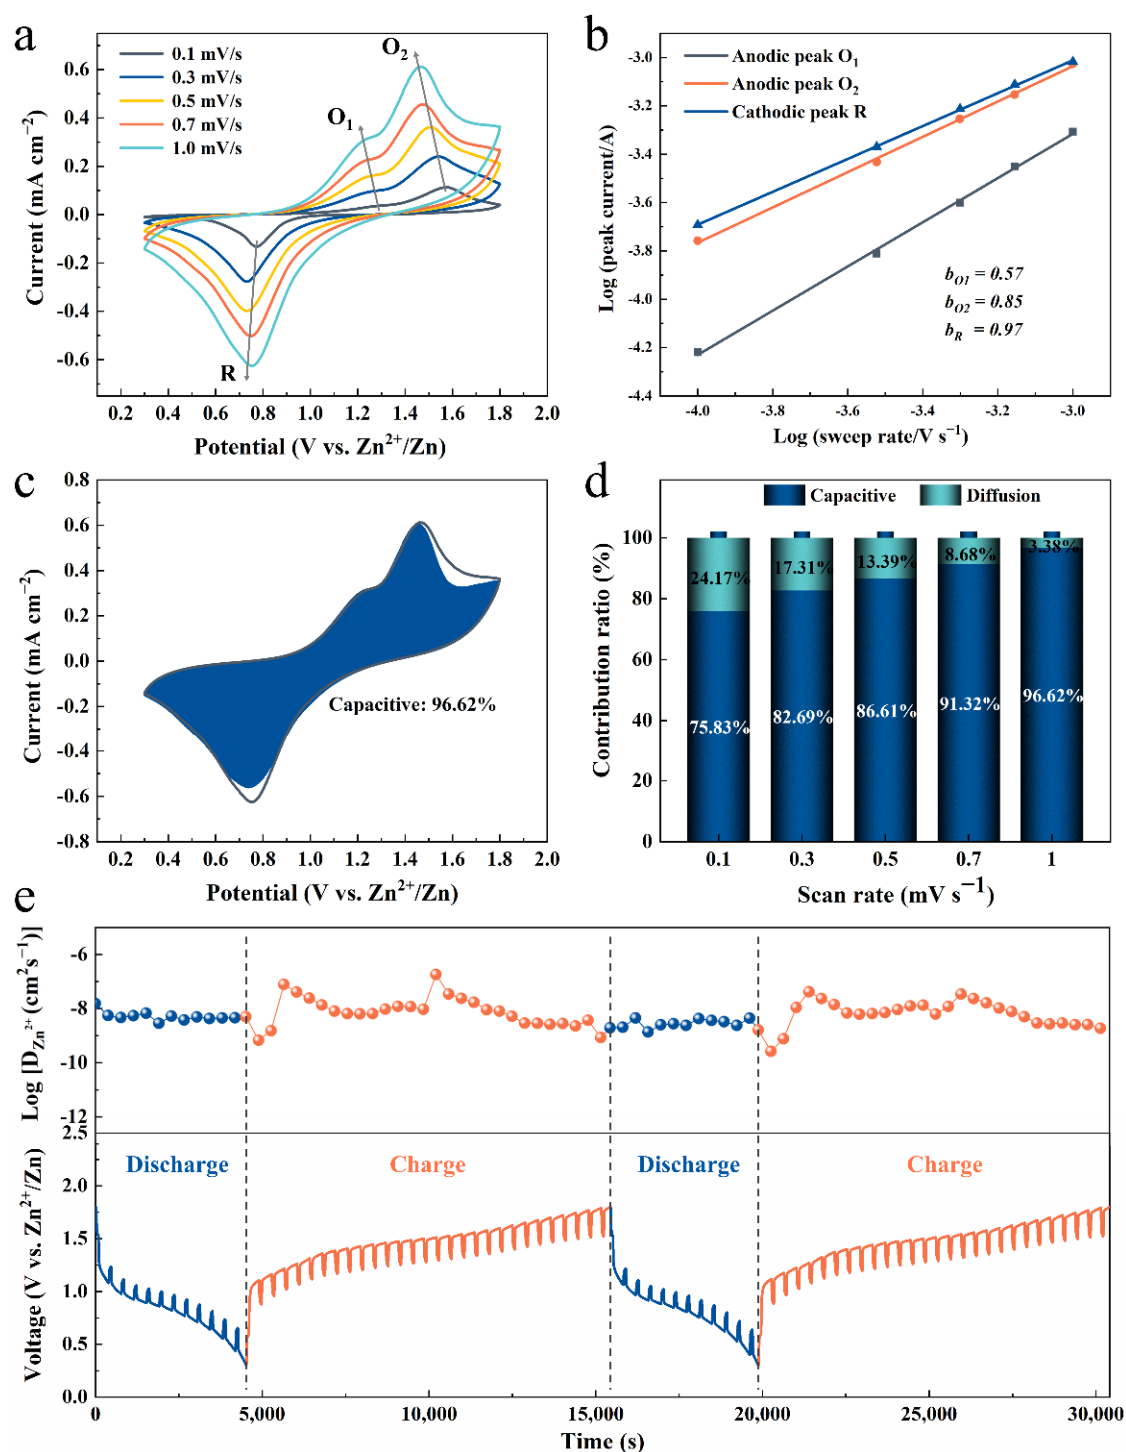 a
0.1 mV/s
0.3 mV/s
0.5 mV/s
0.7 mV/s
1.0 mV/s
O₁
O₂
R
0.6
0.4
0.2
0.0
-0.2
-0.4
-0.6
Current (mA cm⁻²)
0.2 0.4 0.6 0.8 1.0 1.2 1.4 1.6 1.8 2.0
Potential (V vs. Zn²⁺/Zn)
b
Anodic peak O₁
Anodic peak O₂
Cathodic peak R
-3.0
-3.2
-3.4
-3.6
-3.8
-4.0
-4.2
-4.4
Log (peak current/A)
b_O1 = 0.57
b_O2 = 0.85
b_R = 0.97
-4.0 -3.8 -3.6 -3.4 -3.2 -3.0
Log (sweep rate/V s⁻¹)
c
0.8
0.6
0.4
0.2
0.0
-0.2
-0.4
-0.6
-0.8
Current (mA cm⁻²)
Capacitive: 96.62%
0.2 0.4 0.6 0.8 1.0 1.2 1.4 1.6 1.8 2.0
Potential (V vs. Zn²⁺/Zn)
d
Capacitive Diffusion
100
80
60
40
20
0
Contribution ratio (%)
24.17% 17.31% 13.39% 8.68% 3.38%
75.83% 82.69% 86.61% 91.32% 96.62%
0.1 0.3 0.5 0.7 1
Scan rate (mV s⁻¹)
e
-6
-8
-10
-12
Log [D_Zn²⁺ (cm²s⁻¹)]
2.5
2.0
1.5
1.0
0.5
0.0
Voltage (V vs. Zn²⁺/Zn)
Discharge Charge Discharge Charge
0 5,000 10,000 15,000 20,000 25,000 30,000
Time (s)